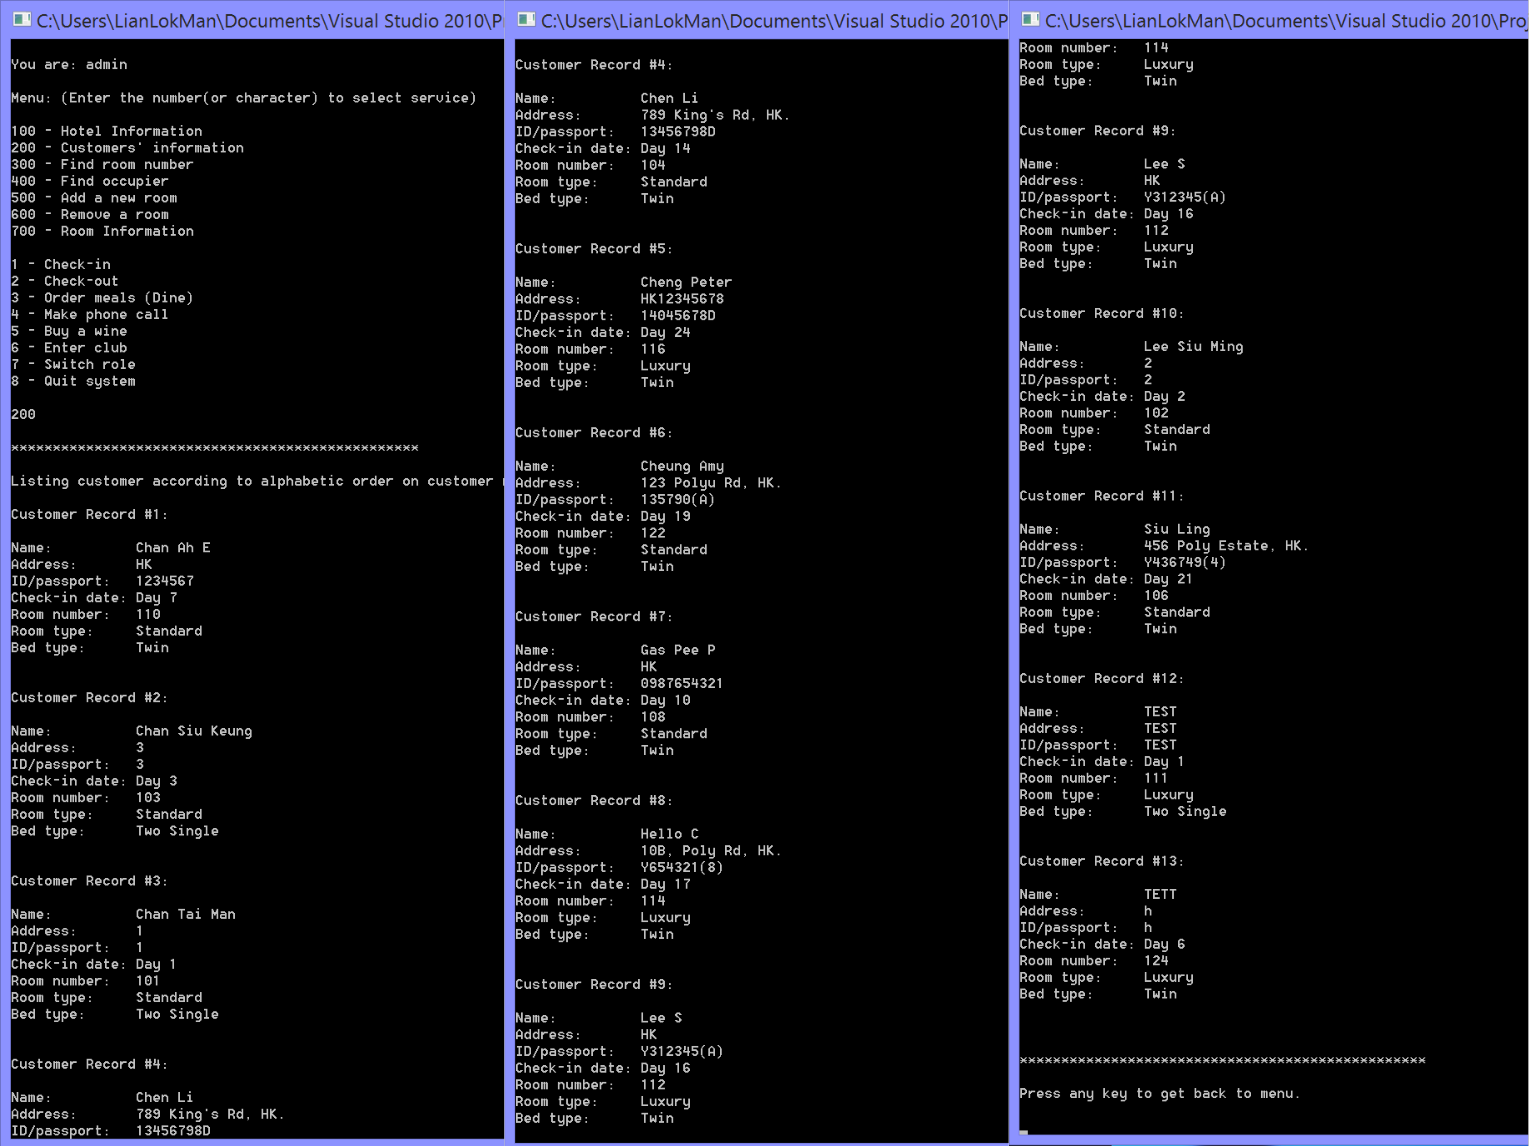 C:\Users\LianLokMan\Documents\Visual Studio 2010\P
You are: admin
Menu: (Enter the number(or character) to select service)
100 - Hotel Information
200 - Customers' information
300 - Find room number
400 - Find occupier
500 - Add a new room
600 - Remove a room
700 - Room Information
1 - Check-in
2 - Check-out
3 - Order meals (Dine)
4 - Make phone call
5 - Buy a wine
6 - Enter club
7 - Switch role
8 - Quit system
200
*************************************************
Listing customer according to alphabetic order on customer
Customer Record #1:
Name: Chan Ah E
Address: HK
ID/passport: 1234567
Check-in date: Day 7
Room number: 110
Room type: Standard
Bed type: Twin
Customer Record #2:
Name: Chan Siu Keung
Address: 3
ID/passport: 3
Check-in date: Day 3
Room number: 103
Room type: Standard
Bed type: Two Single
Customer Record #3:
Name: Chan Tai Man
Address: 1
ID/passport: 1
Check-in date: Day 1
Room number: 101
Room type: Standard
Bed type: Two Single
Customer Record #4:
Name: Chen Li
Address: 789 King's Rd, HK.
ID/passport: 13456798D
C:\Users\LianLokMan\Documents\Visual Studio 2010\P
Customer Record #4:
Name: Chen Li
Address: 789 King's Rd, HK.
ID/passport: 13456798D
Check-in date: Day 14
Room number: 104
Room type: Standard
Bed type: Twin
Customer Record #5:
Name: Cheng Peter
Address: HK12345678
ID/passport: 14045678D
Check-in date: Day 24
Room number: 116
Room type: Luxury
Bed type: Twin
Customer Record #6:
Name: Cheung Amy
Address: 123 Polyu Rd, HK.
ID/passport: 135790(A)
Check-in date: Day 19
Room number: 122
Room type: Standard
Bed type: Twin
Customer Record #7:
Name: Gas Pee P
Address: HK
ID/passport: 0987654321
Check-in date: Day 10
Room number: 108
Room type: Standard
Bed type: Twin
Customer Record #8:
Name: Hello C
Address: 10B, Poly Rd, HK.
ID/passport: Y654321(8)
Check-in date: Day 17
Room number: 114
Room type: Luxury
Bed type: Twin
Customer Record #9:
Name: Lee S
Address: HK
ID/passport: Y312345(A)
Check-in date: Day 16
Room number: 112
Room type: Luxury
Bed type: Twin
C:\Users\LianLokMan\Documents\Visual Studio 2010\Proj
Room number: 114
Room type: Luxury
Bed type: Twin
Customer Record #9:
Name: Lee S
Address: HK
ID/passport: Y312345(A)
Check-in date: Day 16
Room number: 112
Room type: Luxury
Bed type: Twin
Customer Record #10:
Name: Lee Siu Ming
Address: 2
ID/passport: 2
Check-in date: Day 2
Room number: 102
Room type: Standard
Bed type: Twin
Customer Record #11:
Name: Siu Ling
Address: 456 Poly Estate, HK.
ID/passport: Y436749(4)
Check-in date: Day 21
Room number: 106
Room type: Standard
Bed type: Twin
Customer Record #12:
Name: TEST
Address: TEST
ID/passport: TEST
Check-in date: Day 1
Room number: 111
Room type: Luxury
Bed type: Two Single
Customer Record #13:
Name: TETT
Address: h
ID/passport: h
Check-in date: Day 6
Room number: 124
Room type: Luxury
Bed type: Twin
*************************************************
Press any key to get back to menu.